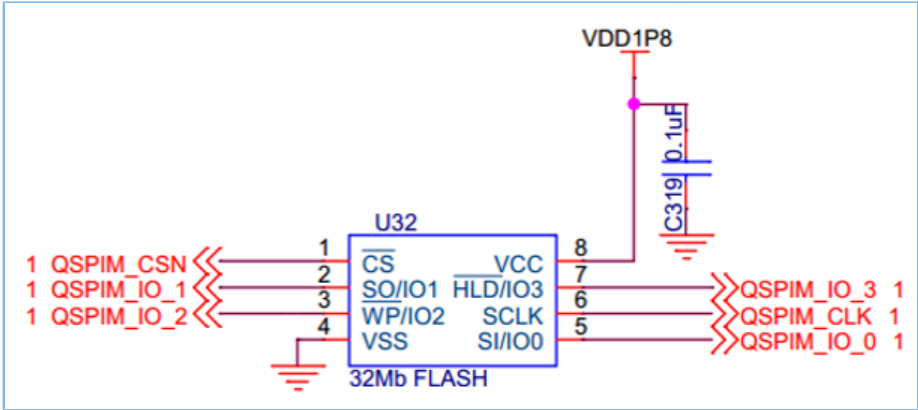 VDD1P8
0.1uF
C319
U32
1 QSPIM_CSN 1 CS VCC 8
1 QSPIM_IO_1 2 SO/IO1 HLD/IO3 7 QSPIM_IO_3 1
1 QSPIM_IO_2 3 WP/IO2 SCLK 6 QSPIM_CLK 1
4 VSS SI/IO0 5 QSPIM_IO_0 1
32Mb FLASH